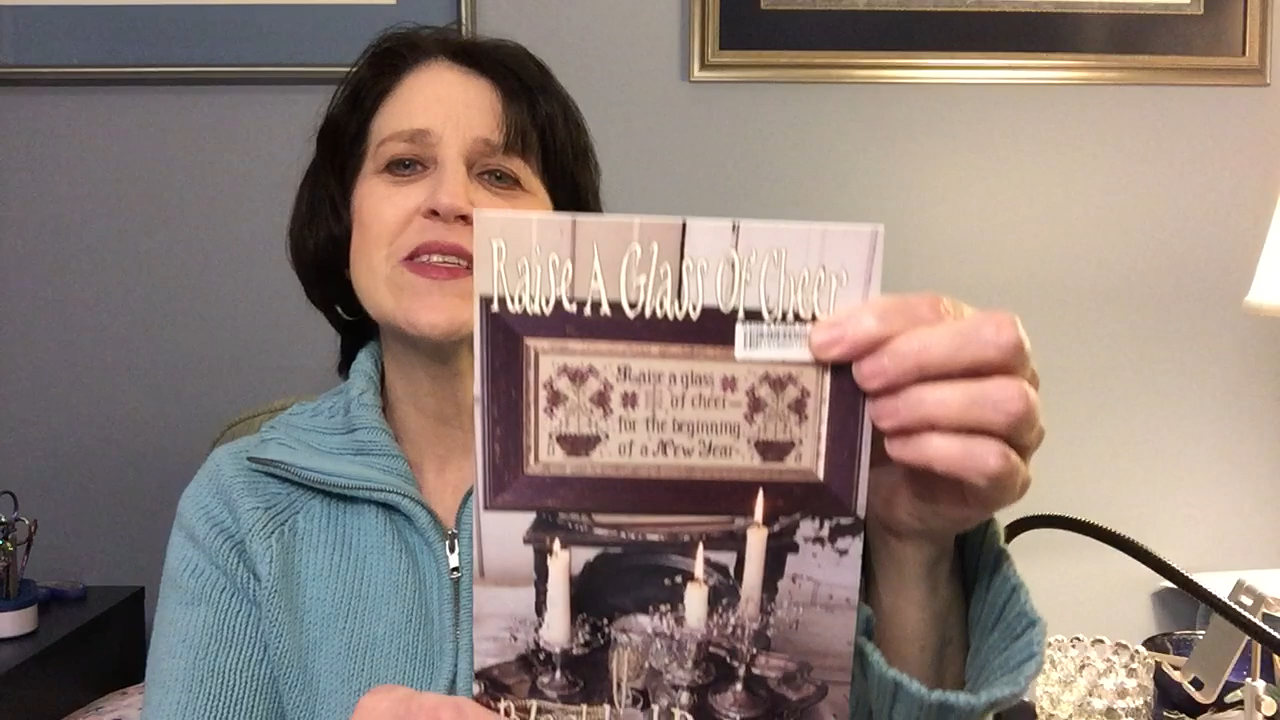 Raise A Glass Of Cheer
Raise a glass
of cheer—
for the beginning
of a New Year